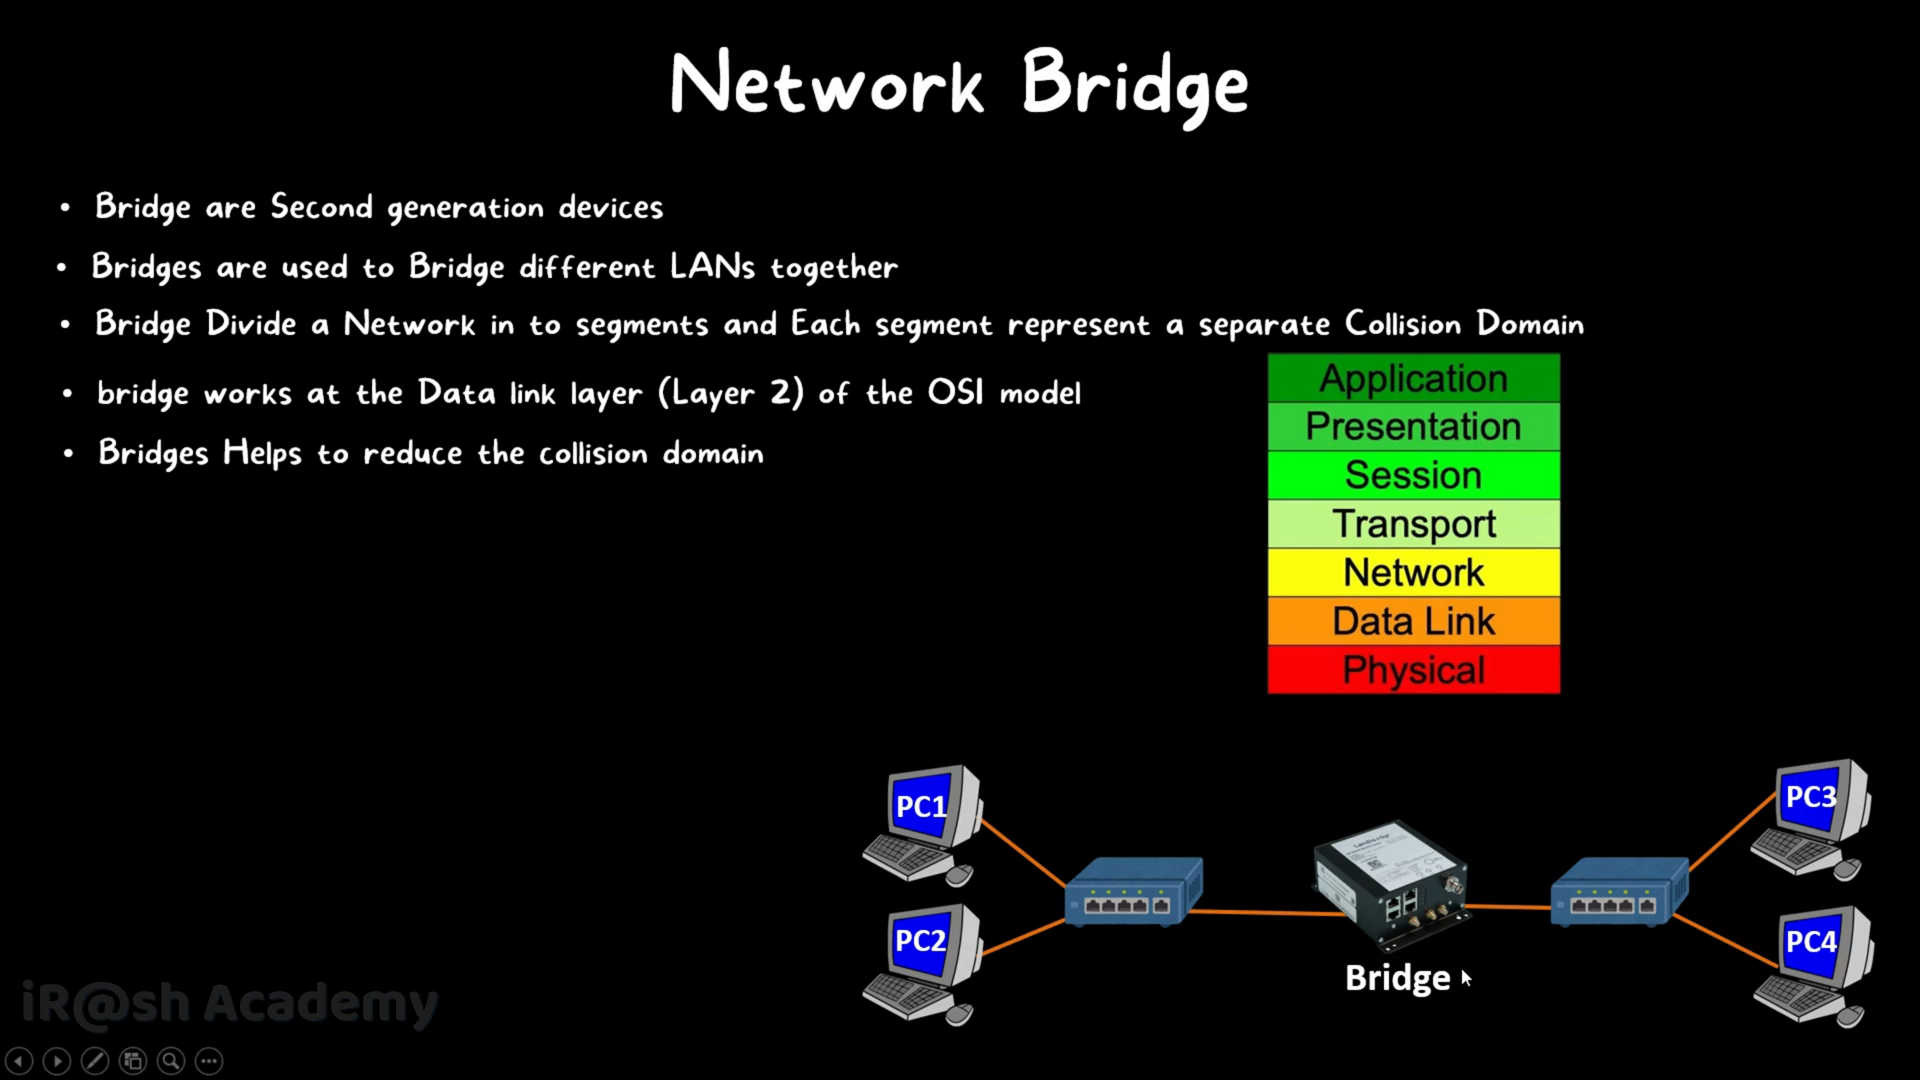 Network Bridge
• Bridge are Second generation devices
• Bridges are used to Bridge different LANs together
• Bridge Divide a Network in to segments and Each segment represent a separate Collision Domain
• bridge works at the Data link layer (Layer 2) of the OSI model
• Bridges Helps to reduce the collision domain
Application
Presentation
Session
Transport
Network
Data Link
Physical
PC1
PC2
PC3
PC4
Bridge
iR@sh Academy